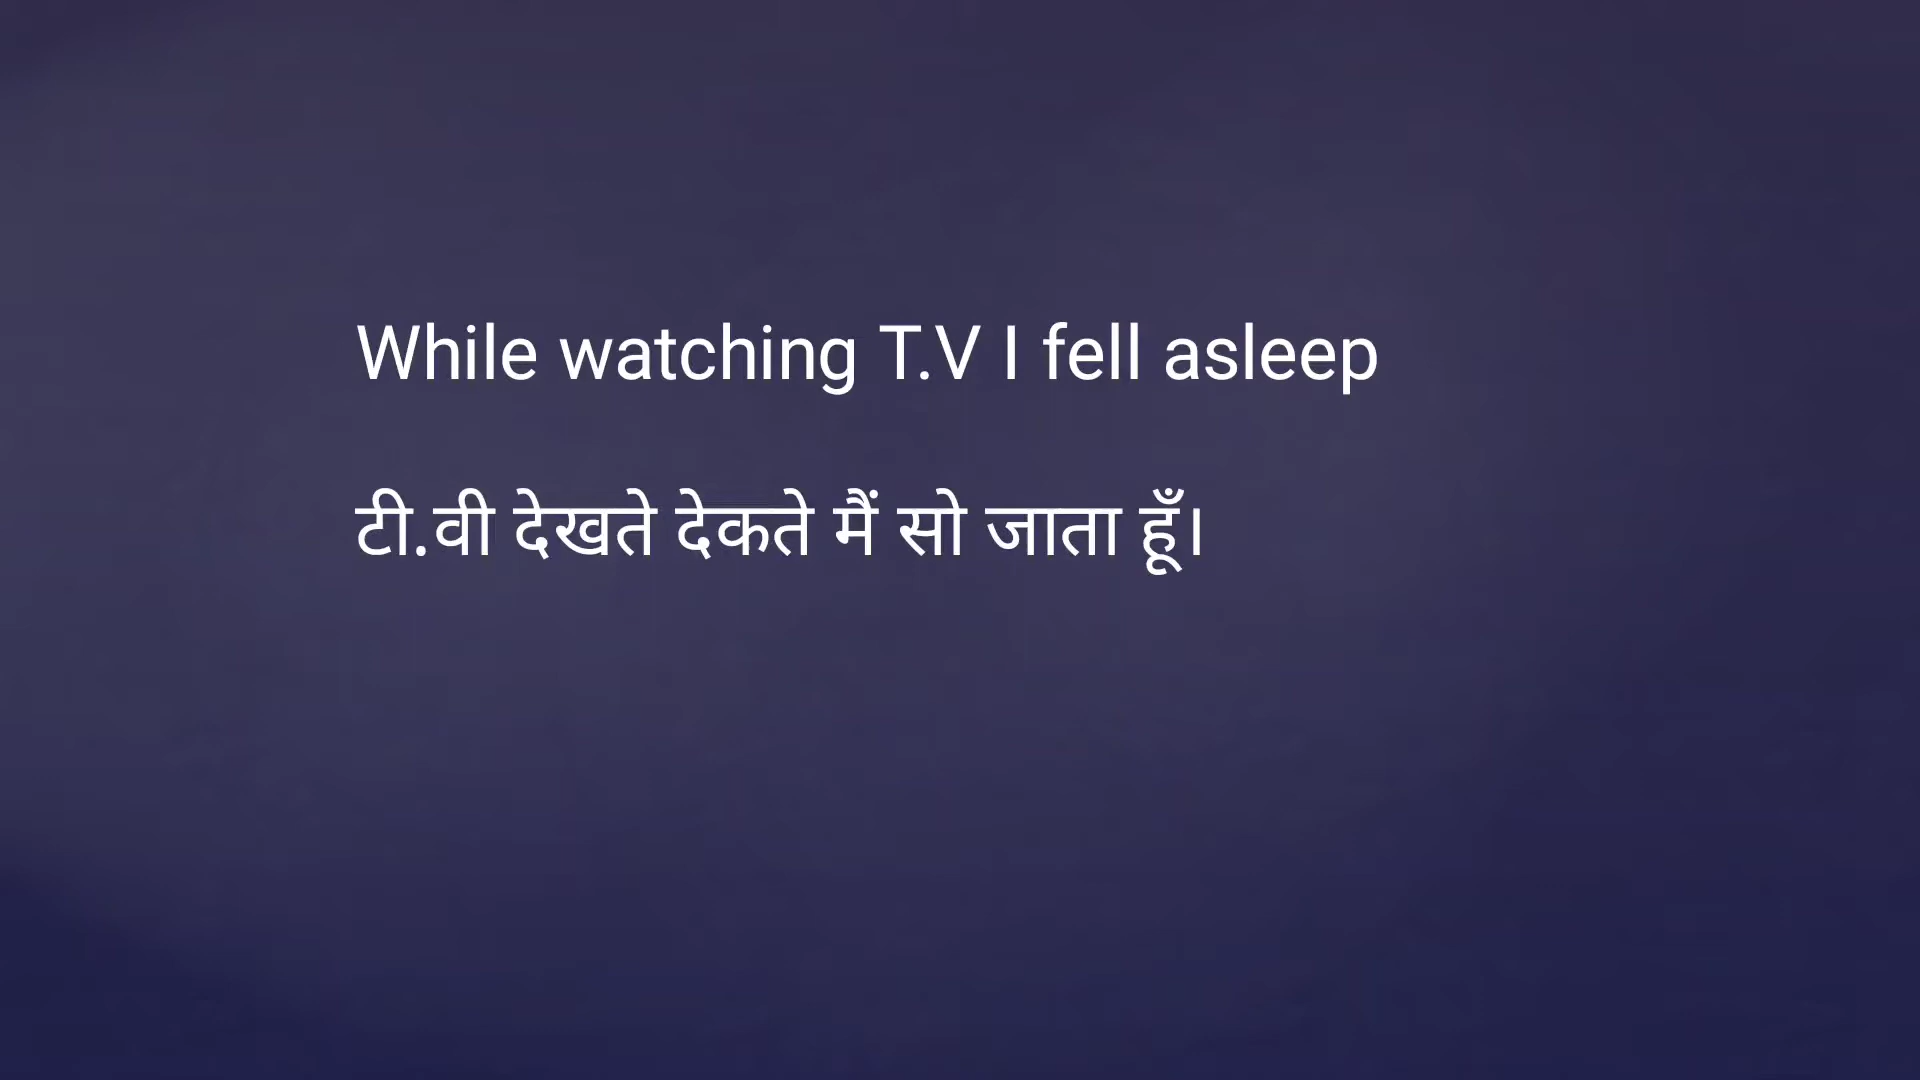 While watching T.V I fell asleep
टी.वी देखते देकते मैं सो जाता हूँ।